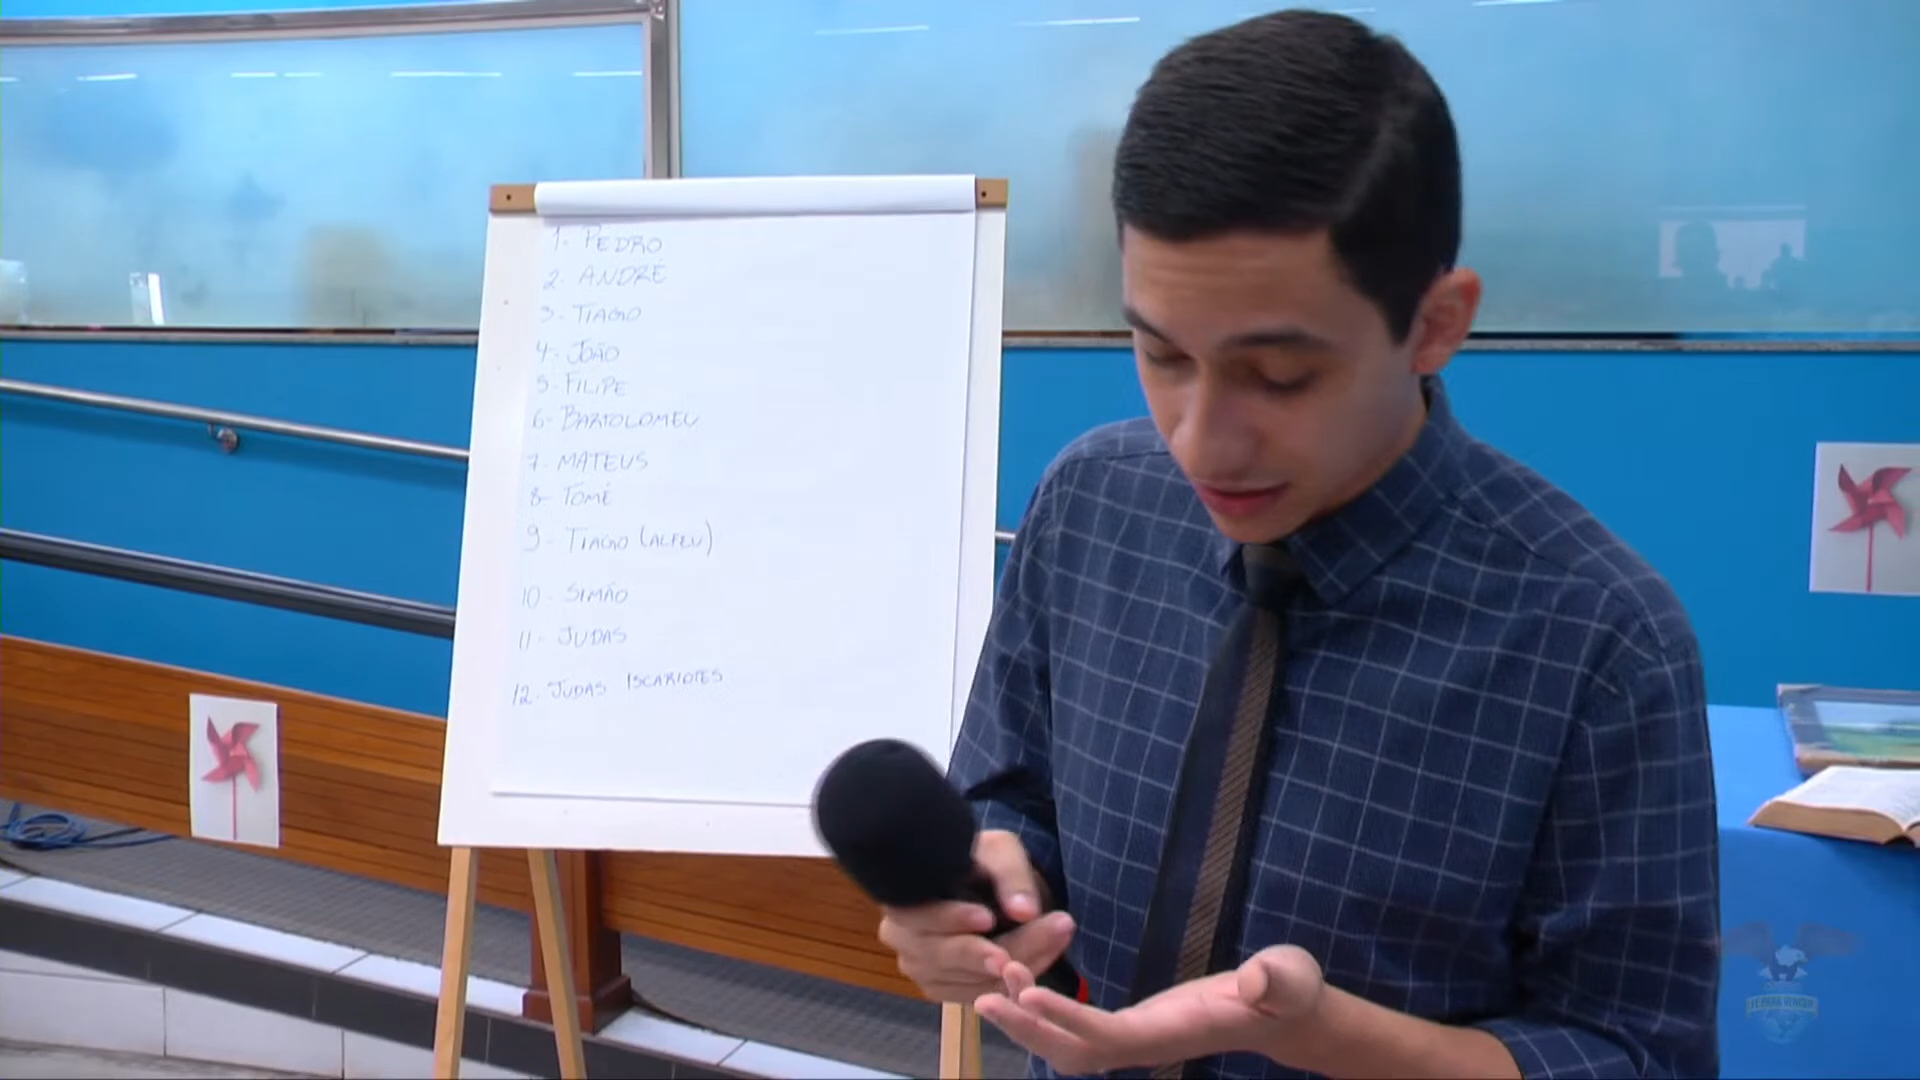 1- PEDRO
2- ANDRÉ
3- TIAGO
4- JOÃO
5- FILIPE
6- BARTOLOMEU
7- MATEUS
8- TOMÉ
9- TIAGO (ALFEU)
10- SIMÃO
11- JUDAS
12- JUDAS ISCARIOTES